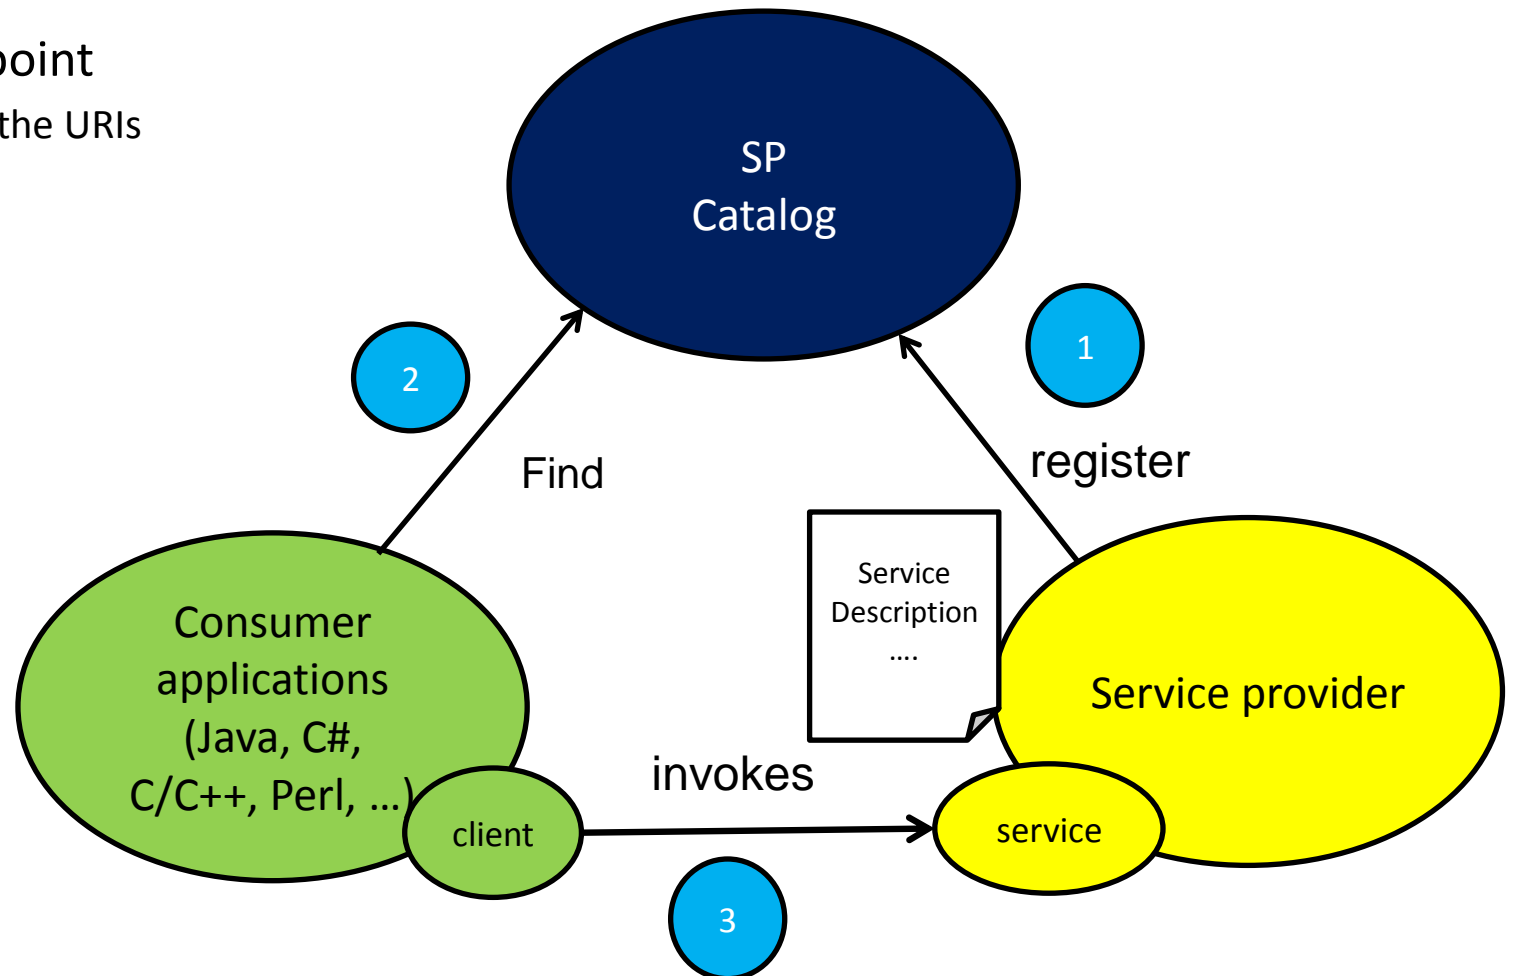 point
the URIs
SP
Catalog
1
2
register
Find
Service
Description
....
Consumer
applications
(Java, C#,
C/C++, Perl, ...)
Service provider
invokes
client
service
3